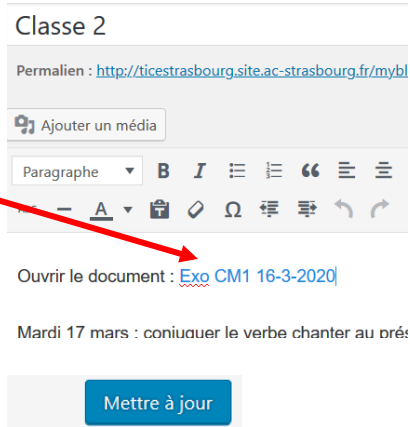 Classe 2
Permalien : http://ticestrasbourg.site.ac-strasbourg.fr/mybl
Ajouter un média
Paragraphe B I
A Ω
Ouvrir le document : Exo CM1 16-3-2020
Mardi 17 mars : conjuguer le verbe chanter au prés
Mettre à jour